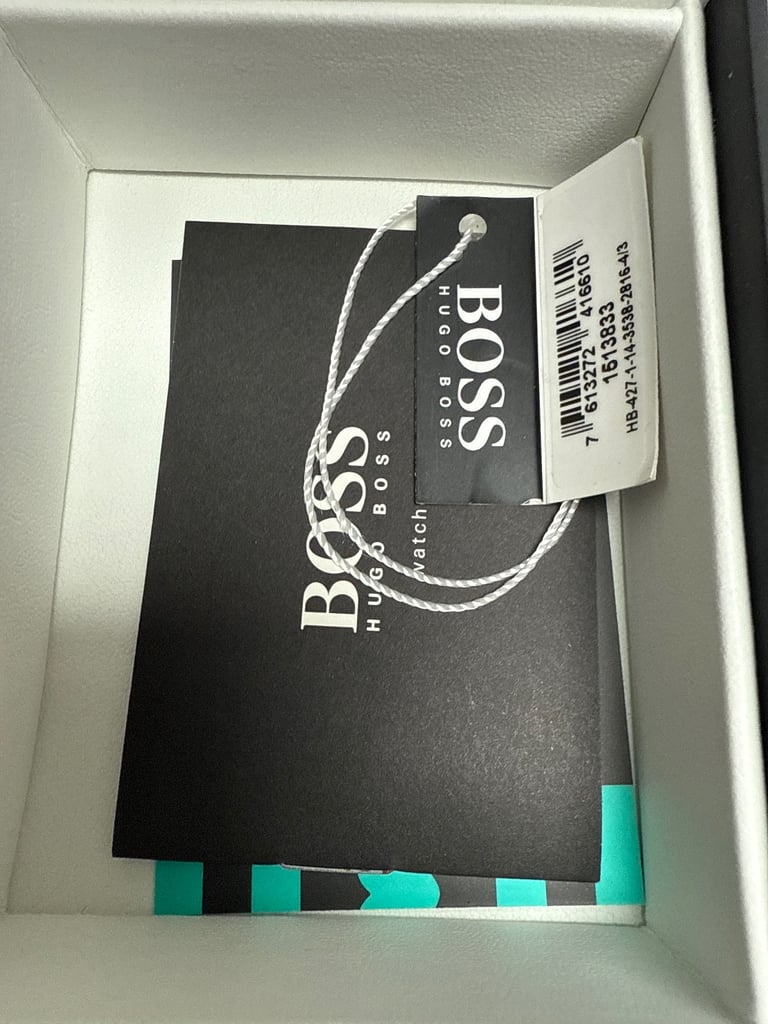 BOSS
HUGO BOSS
7 613272 416610
1513833
HB-427-1-14-3538-2816-4/3
BOSS
HUGO BOSS
watch